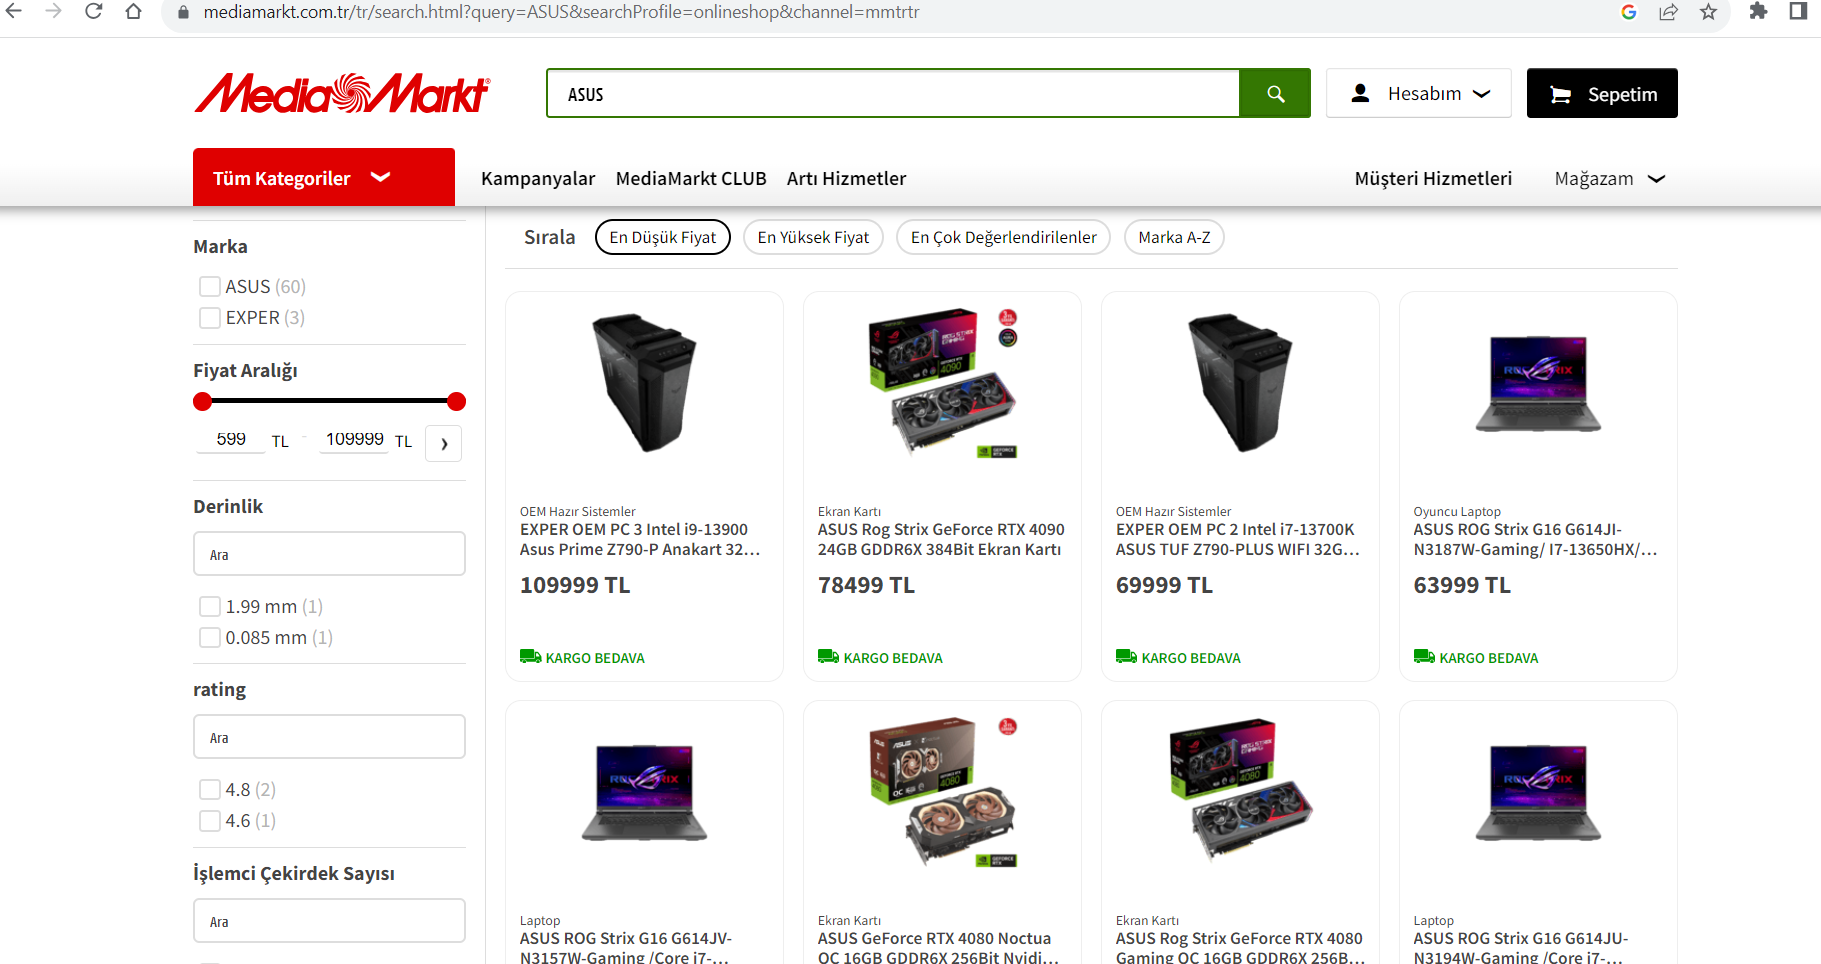 mediamarkt.com.tr/tr/search.html?query=ASUS&searchProfile=onlineshop&channel=mmtrtr
MediaMarkt
ASUS
Hesabım
Sepetim
Tüm Kategoriler
Kampanyalar
MediaMarkt CLUB
Artı Hizmetler
Müşteri Hizmetleri
Mağazam
Marka
ASUS (60)
EXPER (3)
Fiyat Aralığı
599 TL - 109999 TL
Derinlik
Ara
1.99 mm (1)
0.085 mm (1)
rating
Ara
4.8 (2)
4.6 (1)
İşlemci Çekirdek Sayısı
Ara
Sırala
En Düşük Fiyat
En Yüksek Fiyat
En Çok Değerlendirilenler
Marka A-Z
OEM Hazır Sistemler
EXPER OEM PC 3 Intel i9-13900
Asus Prime Z790-P Anakart 32...
109999 TL
KARGO BEDAVA
Ekran Kartı
ASUS Rog Strix GeForce RTX 4090
24GB GDDR6X 384Bit Ekran Kartı
78499 TL
KARGO BEDAVA
OEM Hazır Sistemler
EXPER OEM PC 2 Intel i7-13700K
ASUS TUF Z790-PLUS WIFI 32G...
69999 TL
KARGO BEDAVA
Oyuncu Laptop
ASUS ROG Strix G16 G614JI-
N3187W-Gaming/ I7-13650HX/...
63999 TL
KARGO BEDAVA
Laptop
ASUS ROG Strix G16 G614JV-
N3157W-Gaming /Core i7-...
Ekran Kartı
ASUS GeForce RTX 4080 Noctua
OC 16GB GDDR6X 256Bit Nvidi...
Ekran Kartı
ASUS Rog Strix GeForce RTX 4080
Gaming OC 16GB GDDR6X 256B...
Laptop
ASUS ROG Strix G16 G614JU-
N3194W-Gaming /Core i7-...